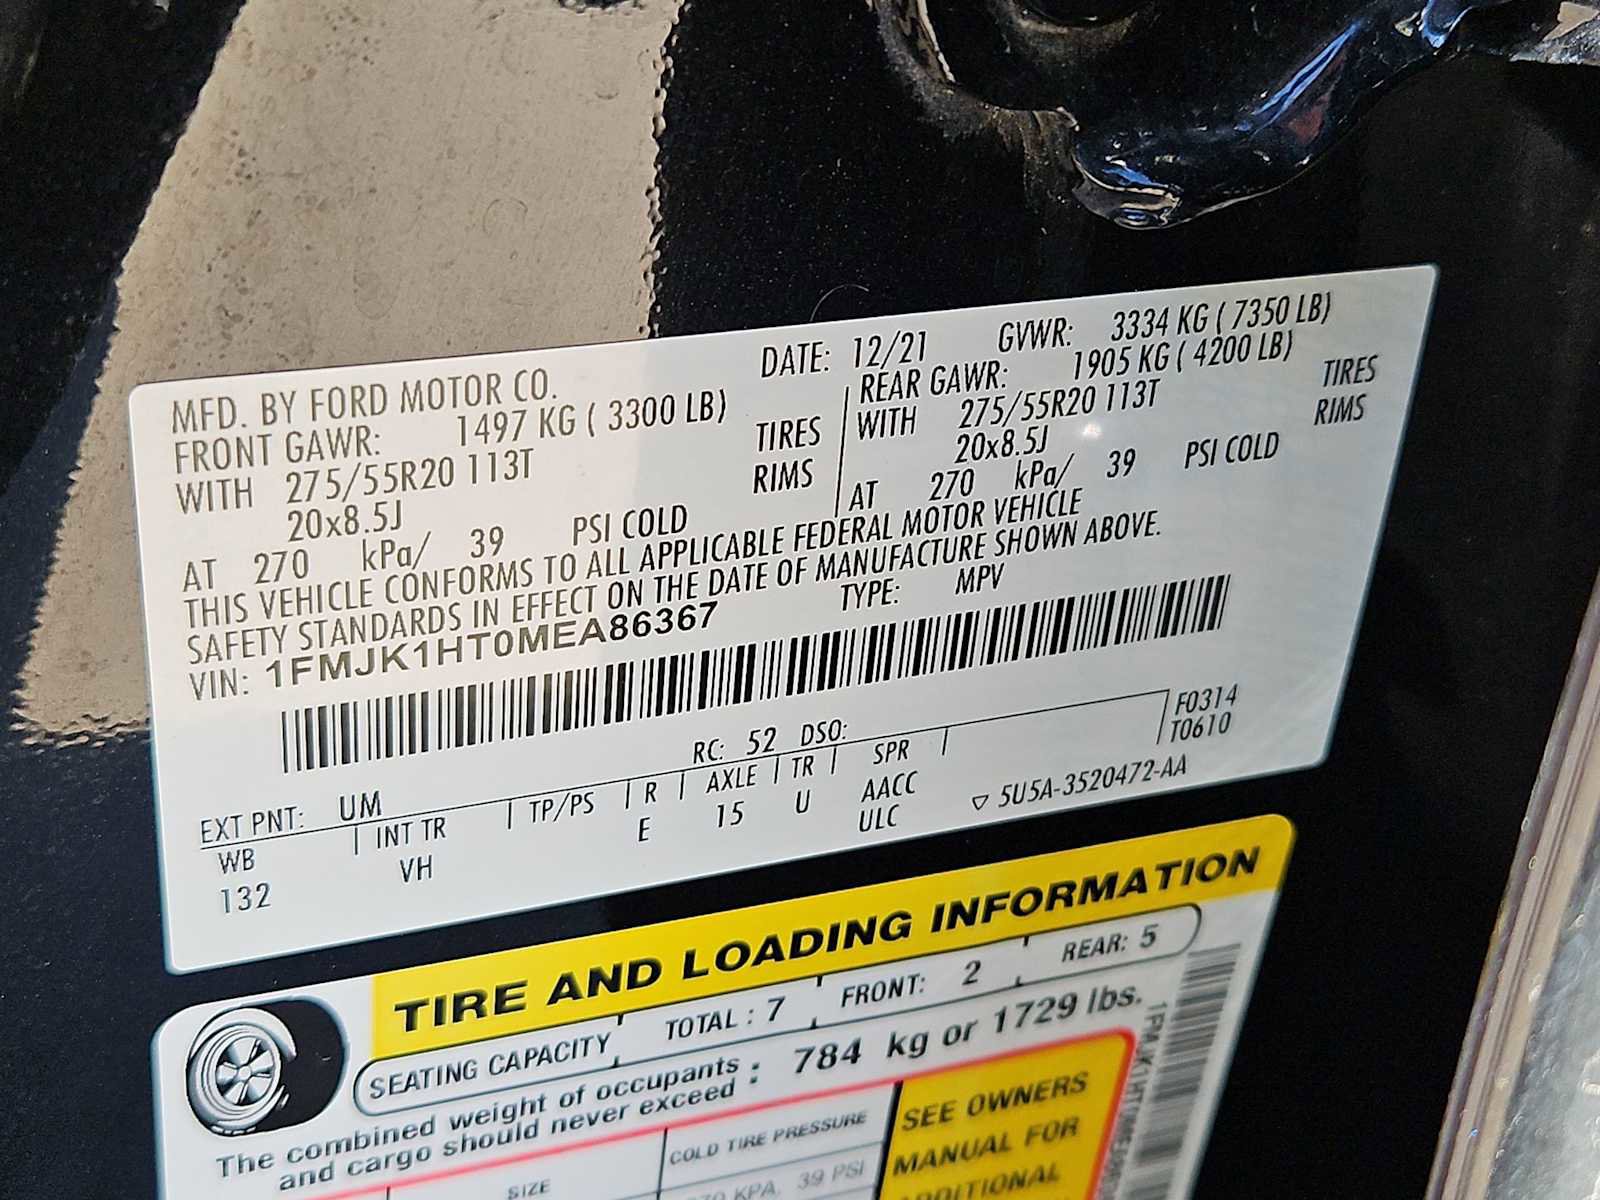 MFD. BY FORD MOTOR CO.
DATE: 12/21 GVWR: 3334 KG ( 7350 LB)
FRONT GAWR: 1497 KG ( 3300 LB)
WITH 275/55R20 113T TIRES
20x8.5J RIMS
AT 270 kPa/ 39 PSI COLD
REAR GAWR: 1905 KG ( 4200 LB)
WITH 275/55R20 113T TIRES
20x8.5J RIMS
AT 270 kPa/ 39 PSI COLD
THIS VEHICLE CONFORMS TO ALL APPLICABLE FEDERAL MOTOR VEHICLE
SAFETY STANDARDS IN EFFECT ON THE DATE OF MANUFACTURE SHOWN ABOVE.
VIN: 1FMJK1HT0MEA86367 TYPE: MPV
F0314
T0610
EXT PNT: UM RC: 52 DSO:
WB INT TR TP/PS R AXLE TR SPR
132 VH E 15 U AACC
ULC
5U5A-3520472-AA
TIRE AND LOADING INFORMATION
SEATING CAPACITY TOTAL : 7 FRONT: 2 REAR: 5
The combined weight of occupants
and cargo should never exceed : 784 kg or 1729 lbs.
SIZE COLD TIRE PRESSURE
KPA, 39 PSI
SEE OWNERS
MANUAL FOR
ADDITIONAL